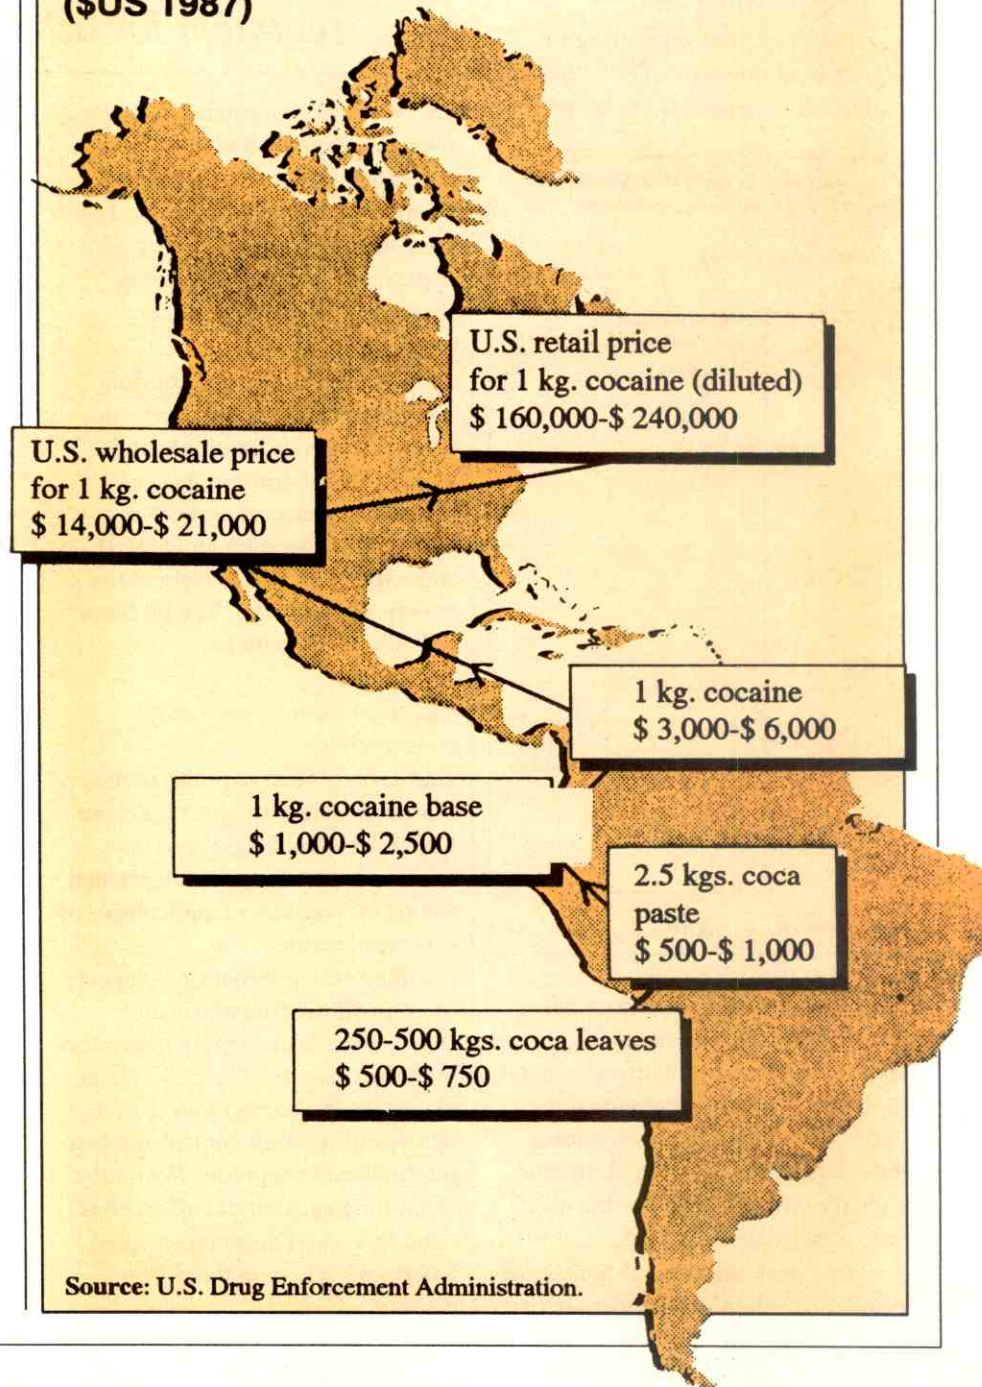 ($US 1987)
U.S. retail price
for 1 kg. cocaine (diluted)
$ 160,000-$ 240,000
U.S. wholesale price
for 1 kg. cocaine
$ 14,000-$ 21,000
1 kg. cocaine
$ 3,000-$ 6,000
1 kg. cocaine base
$ 1,000-$ 2,500
2.5 kgs. coca
paste
$ 500-$ 1,000
250-500 kgs. coca leaves
$ 500-$ 750
Source: U.S. Drug Enforcement Administration.